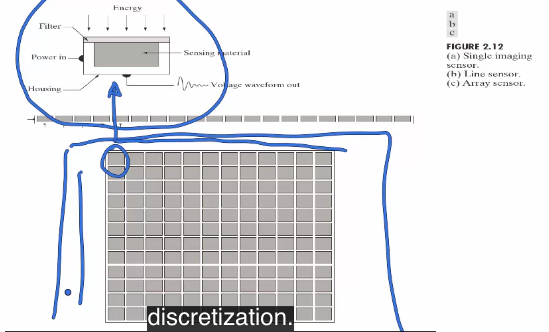 Energy
Filter
Power in
Sensing material
Housing
Voltage waveform out
a
b
c
FIGURE 2.12
(a) Single imaging
sensor.
(b) Line sensor.
(c) Array sensor.
discretization.